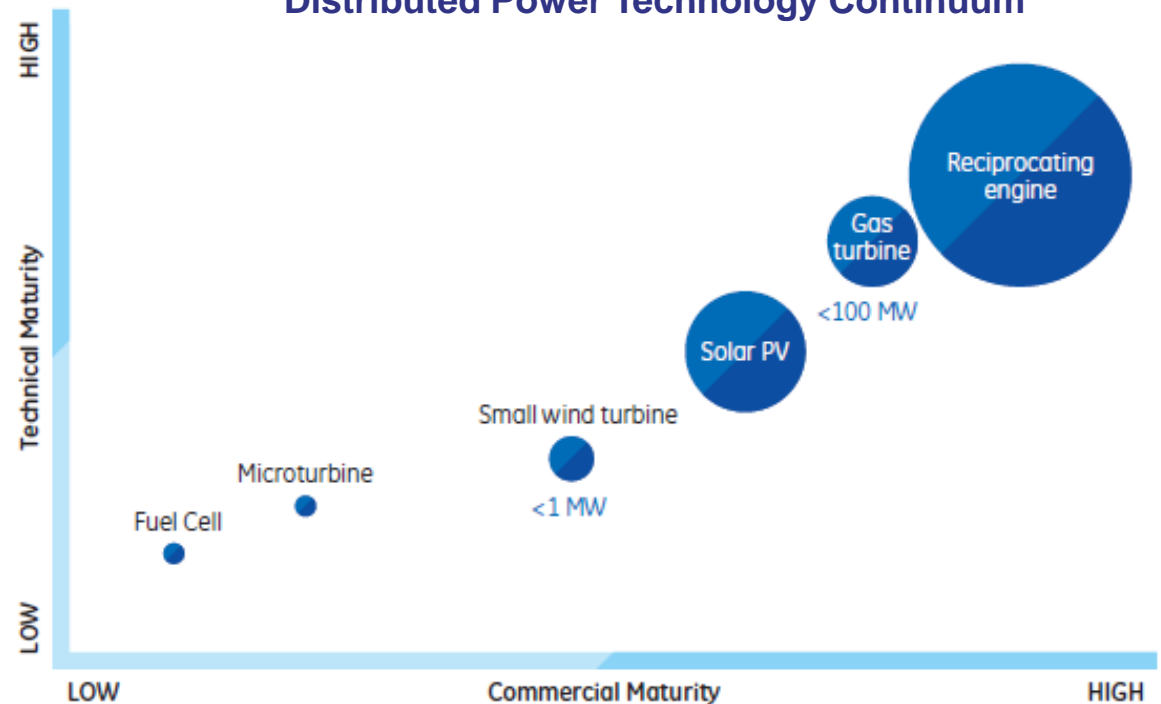 Distributed Power Technology Continuum
HIGH
Reciprocating
engine
Gas
turbine
<100 MW
Technical Maturity
Solar PV
Small wind turbine
<1 MW
Microturbine
Fuel Cell
LOW
LOW
Commercial Maturity
HIGH